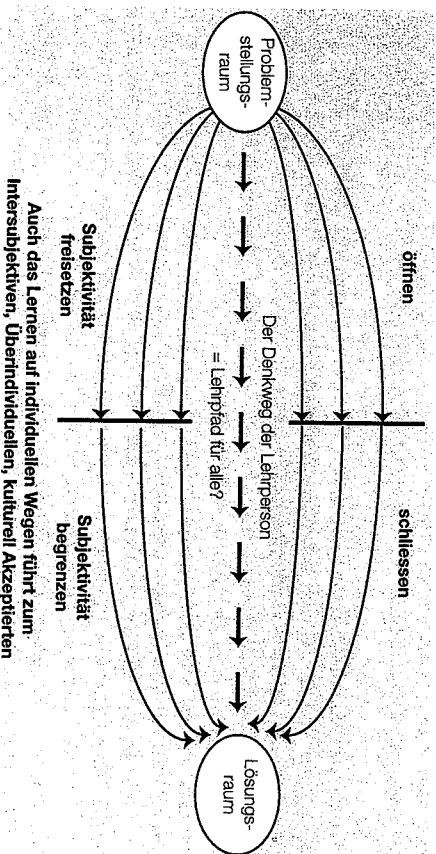 öffnen
schliessen
Problem-
stellungs-
raum
Der Denkweg der Lehrperson
= Lehrpfad für alle?
Lösungs-
raum
Subjektivität
freisetzen
Subjektivität
begrenzen
Auch das Lernen auf individuellen Wegen führt zum
Intersubjektiven, Überindividuellen, kulturell Akzeptierten